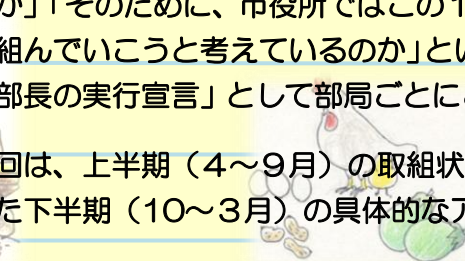 か」「そのために、市役所ではこの１
組んでいこうと考えているのか」とい
部長の実行宣言」として部局ごとに
回は、上半期（４～９月）の取組状
た下半期（10～３月）の具体的なア